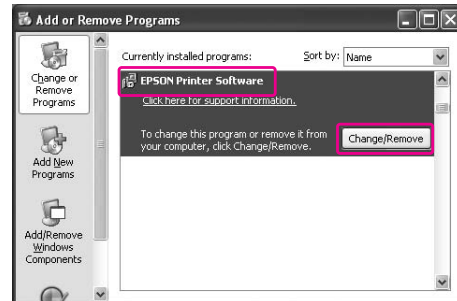 Add or Remove Programs
Change or
Remove
Programs
Add New
Programs
Add/Remove
Windows
Components
Currently installed programs:
Sort by: Name
EPSON Printer Software
Click here for support information.
To change this program or remove it from
your computer, click Change/Remove.
Change/Remove